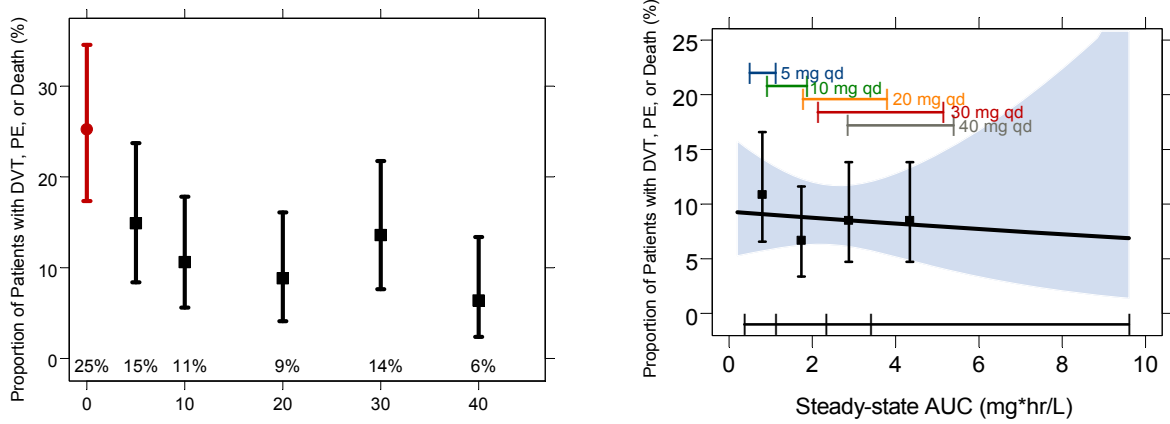 Proportion of Patients with DVT, PE, or Death (%)
30
20
10
0
25% 15% 11% 9% 14% 6%
0 10 20 30 40
Proportion of Patients with DVT, PE, or Death (%)
25
20
15
10
5
0
5 mg qd
10 mg qd
20 mg qd
30 mg qd
40 mg qd
0 2 4 6 8 10
Steady-state AUC (mg*hr/L)